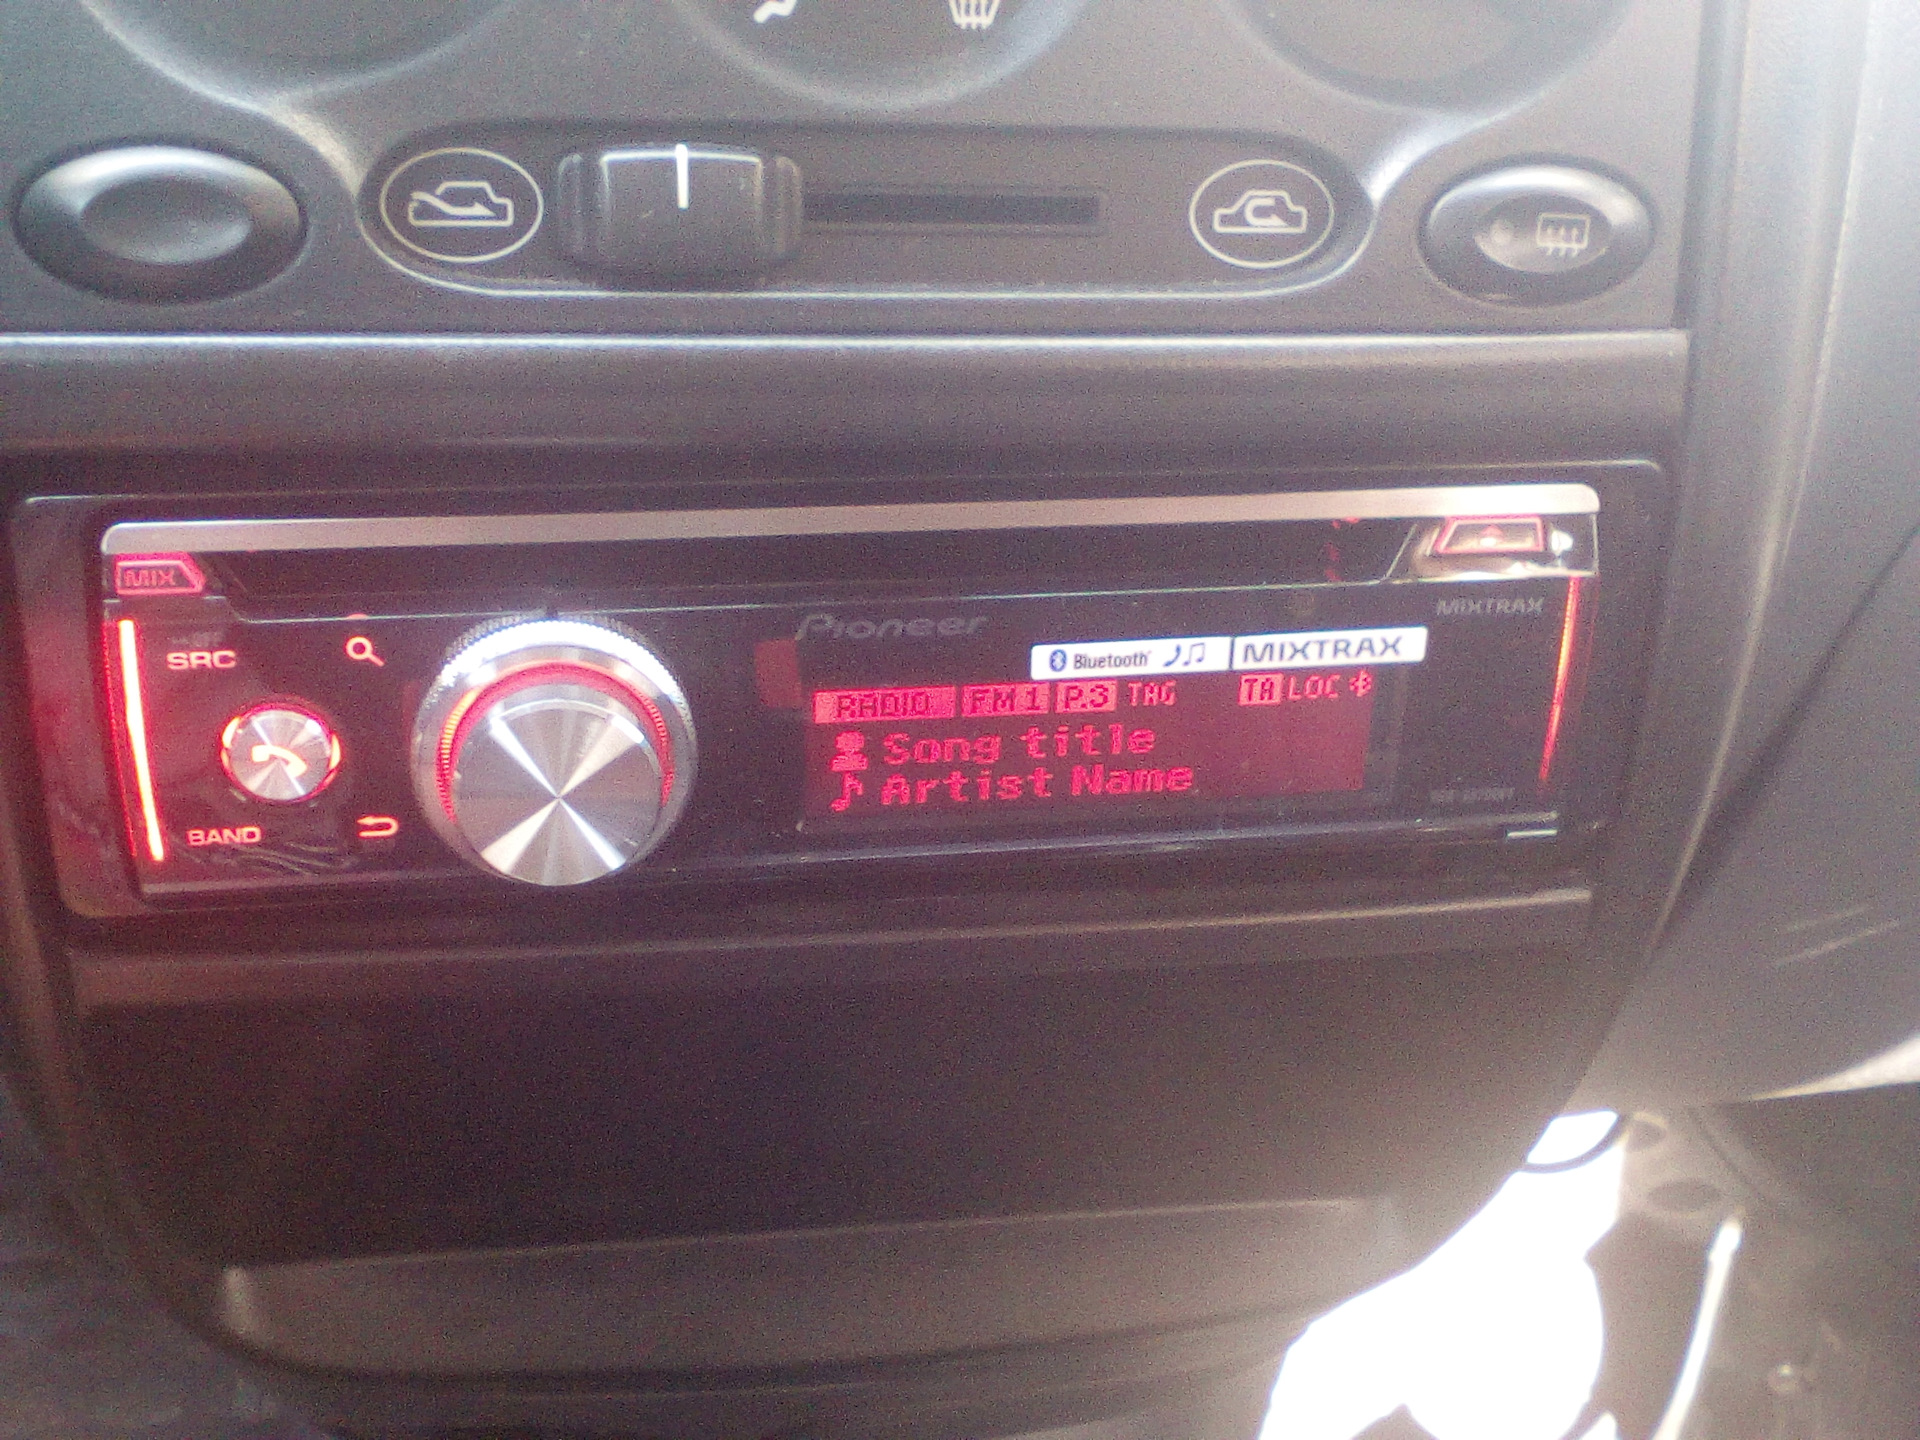 MIX
Pioneer
MIXTRAX
Bluetooth MIXTRAX
SRC
RADIO FM1 P.3 TAG TA LOC
Song title
Artist Name
BAND